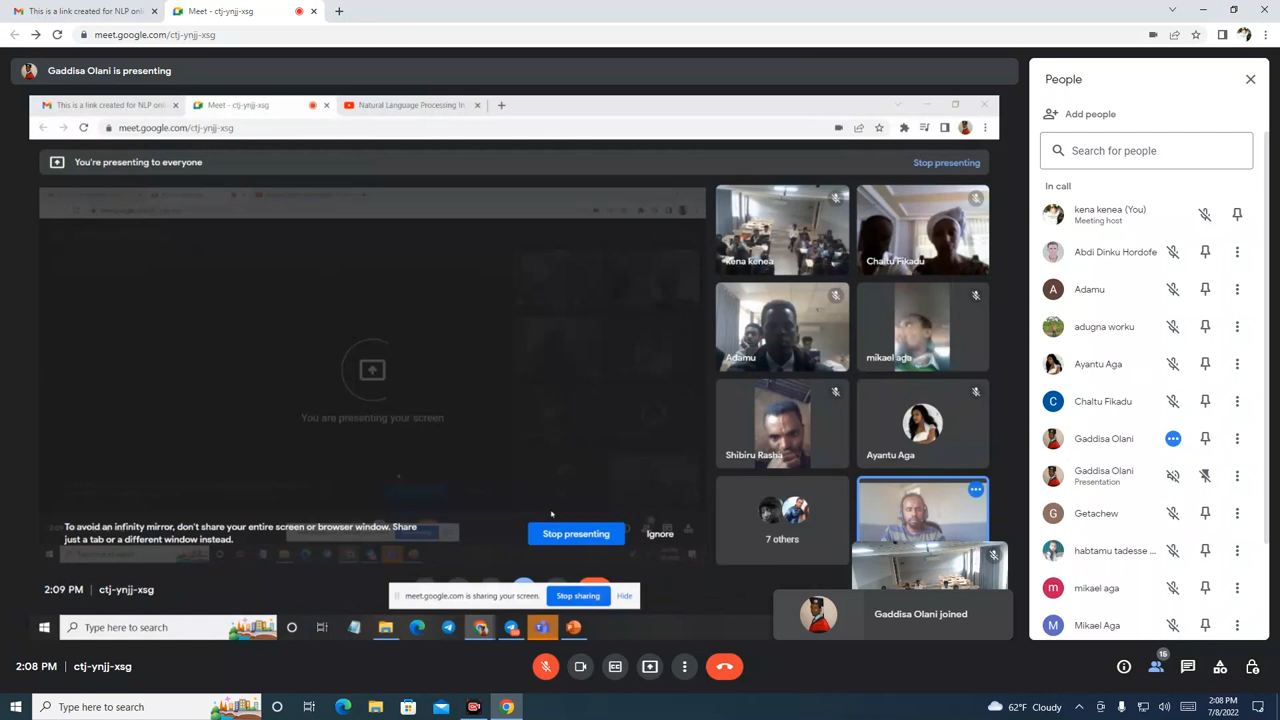 This is a link created for NLP onl
Meet - ctj-ynjj-xsg
meet.google.com/ctj-ynjj-xsg
Gaddisa Olani is presenting
This is a link created for NLP onl
Meet - ctj-ynjj-xsg
Natural Language Processing In
meet.google.com/ctj-ynjj-xsg
You're presenting to everyone
Stop presenting
kena kenea
Chaltu Fikadu
Adamu
mikael aga
You are presenting your screen
Shibiru Rasha
Ayantu Aga
7 others
To avoid an infinity mirror, don't share your entire screen or browser window. Share
just a tab or a different window instead.
Stop presenting
Ignore
2:09 PM | ctj-ynjj-xsg
meet.google.com is sharing your screen.
Stop sharing
Hide
Gaddisa Olani joined
Type here to search
2:08 PM | ctj-ynjj-xsg
People
Add people
Search for people
In call
kena kenea (You)
Meeting host
Abdi Dinku Hordofe
A
Adamu
adugna worku
Ayantu Aga
C
Chaltu Fikadu
Gaddisa Olani
Gaddisa Olani
Presentation
G
Getachew
habtamu tadesse ...
m
mikael aga
M
Mikael Aga
15
Type here to search
62°F Cloudy
2:08 PM
7/8/2022